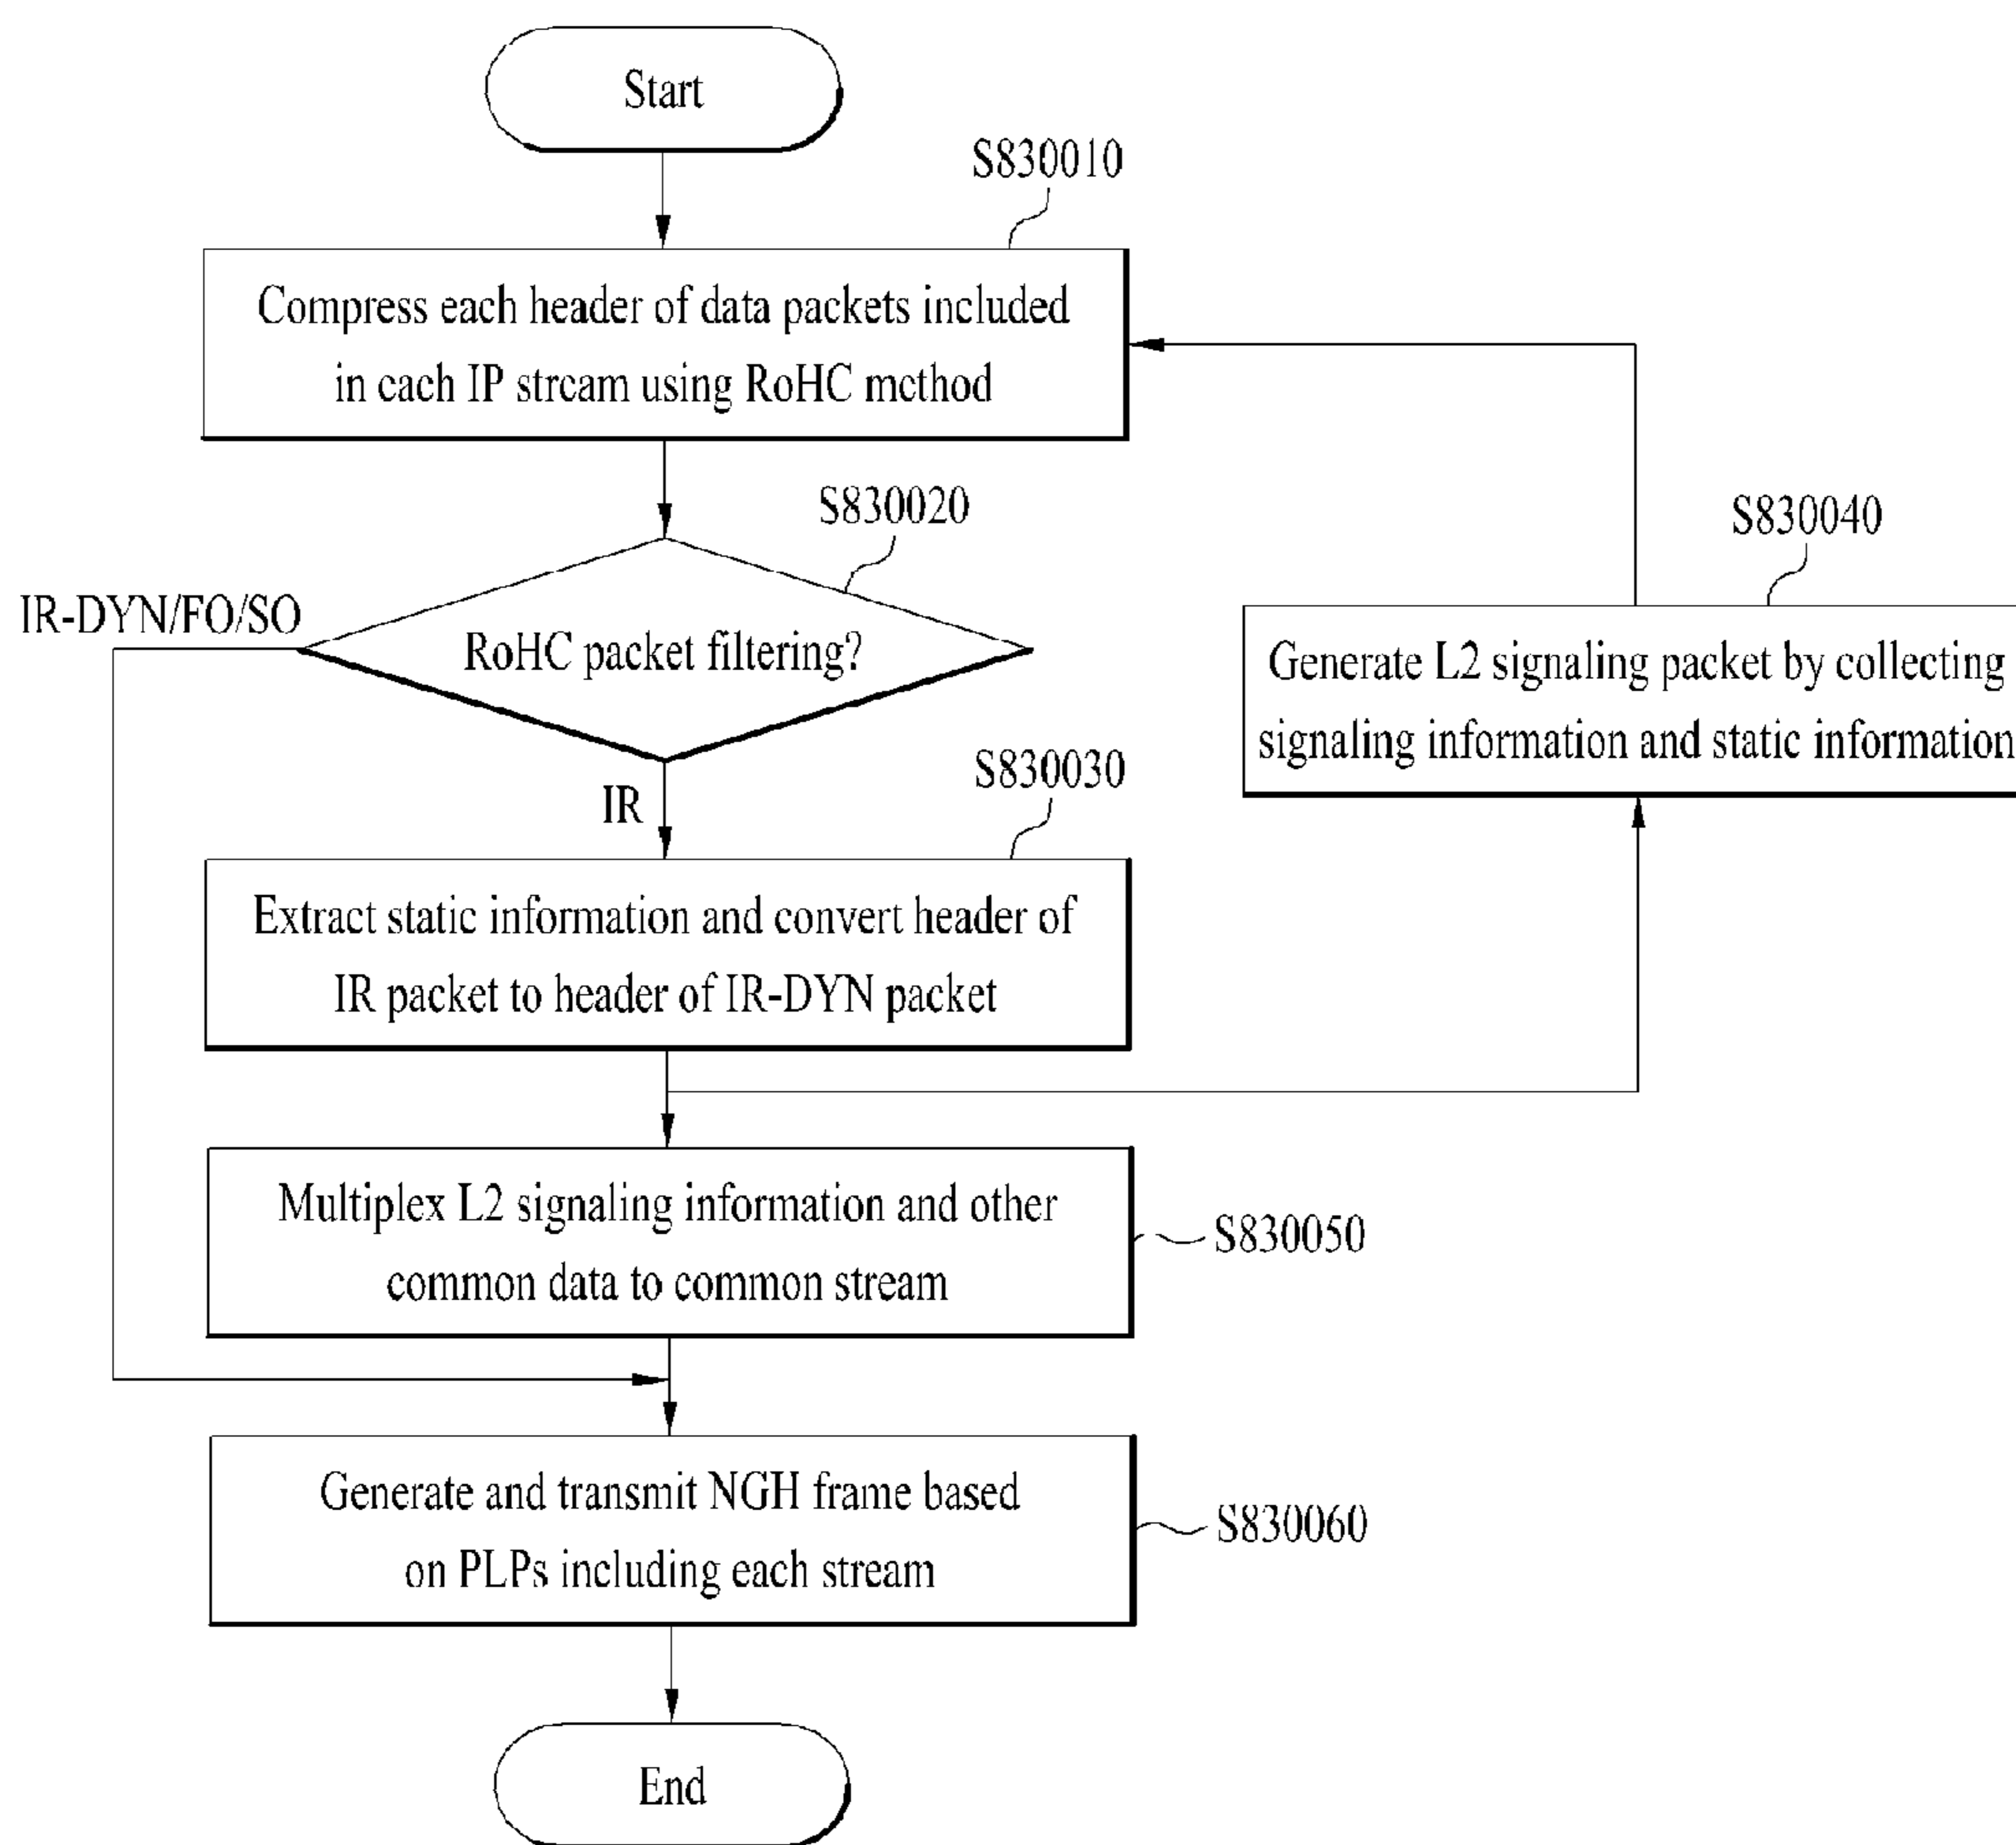 Start
S830010
Compress each header of data packets included
in each IP stream using RoHC method
S830020
S830040
IR-DYN/FO/SO
RoHC packet filtering?
Generate L2 signaling packet by collecting
signaling information and static information
S830030
IR
Extract static information and convert header of
IR packet to header of IR-DYN packet
Multiplex L2 signaling information and other
common data to common stream
S830050
Generate and transmit NGH frame based
on PLPs including each stream
S830060
End